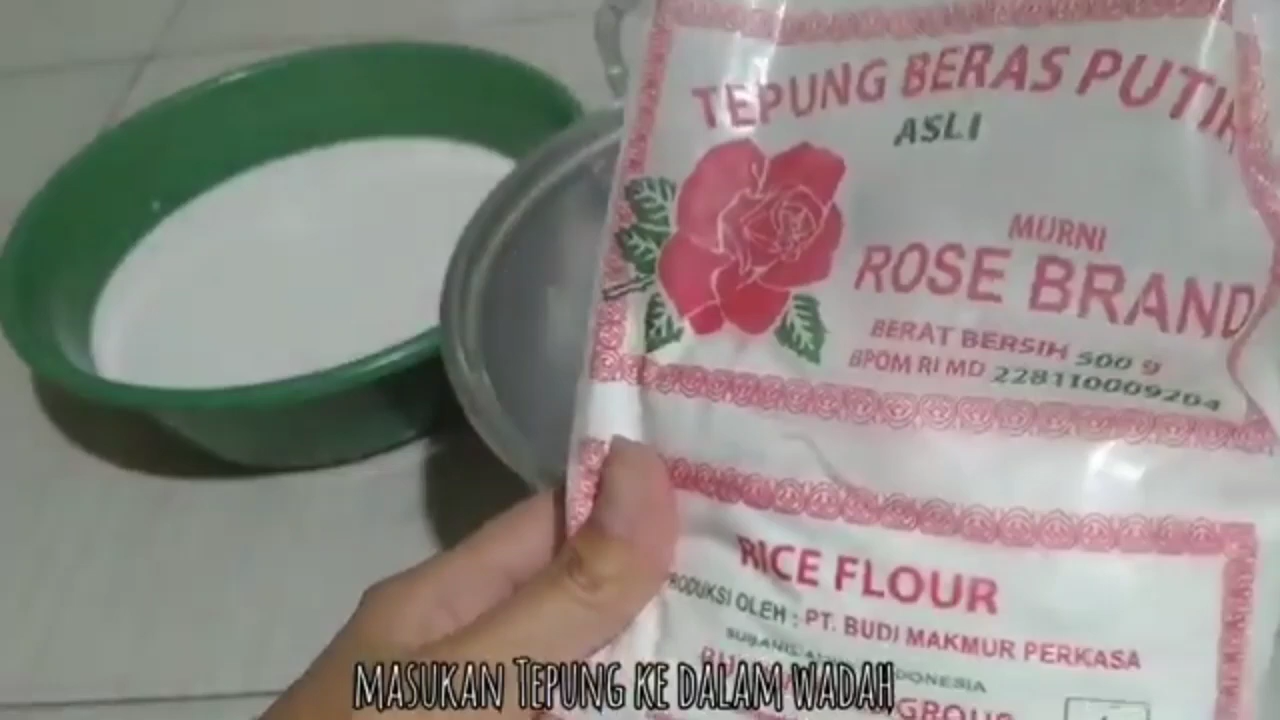 TEPUNG BERAS PUTIH
ASLI
MURNI
ROSE BRAND
BERAT BERSIH 500 g
BPOM RI MD 228110009204
RICE FLOUR
PRODUKSI OLEH : PT. BUDI MAKMUR PERKASA
GROUP
MASUKAN TEPUNG KE DALAM WADAH